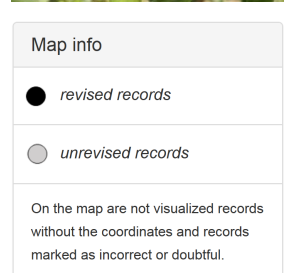 Map info
revised records
unrevised records
On the map are not visualized records
without the coordinates and records
marked as incorrect or doubtful.